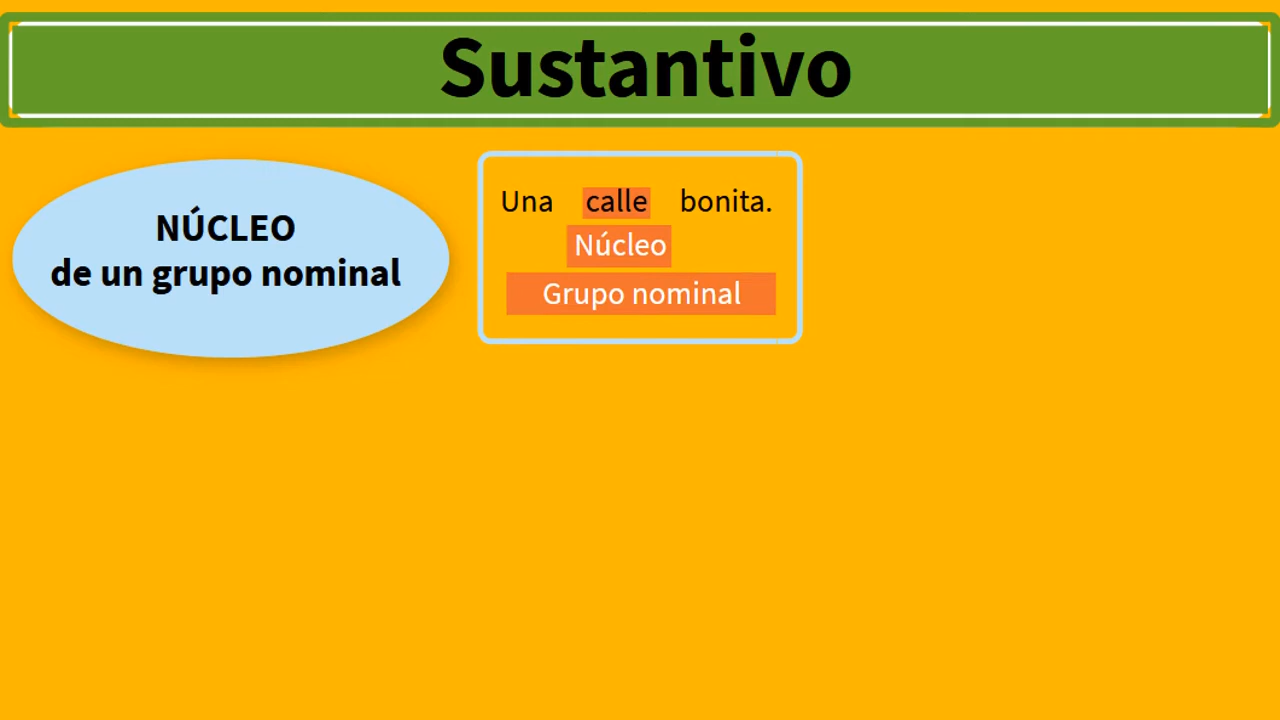 Sustantivo
NÚCLEO
de un grupo nominal
Una calle bonita.
Núcleo
Grupo nominal